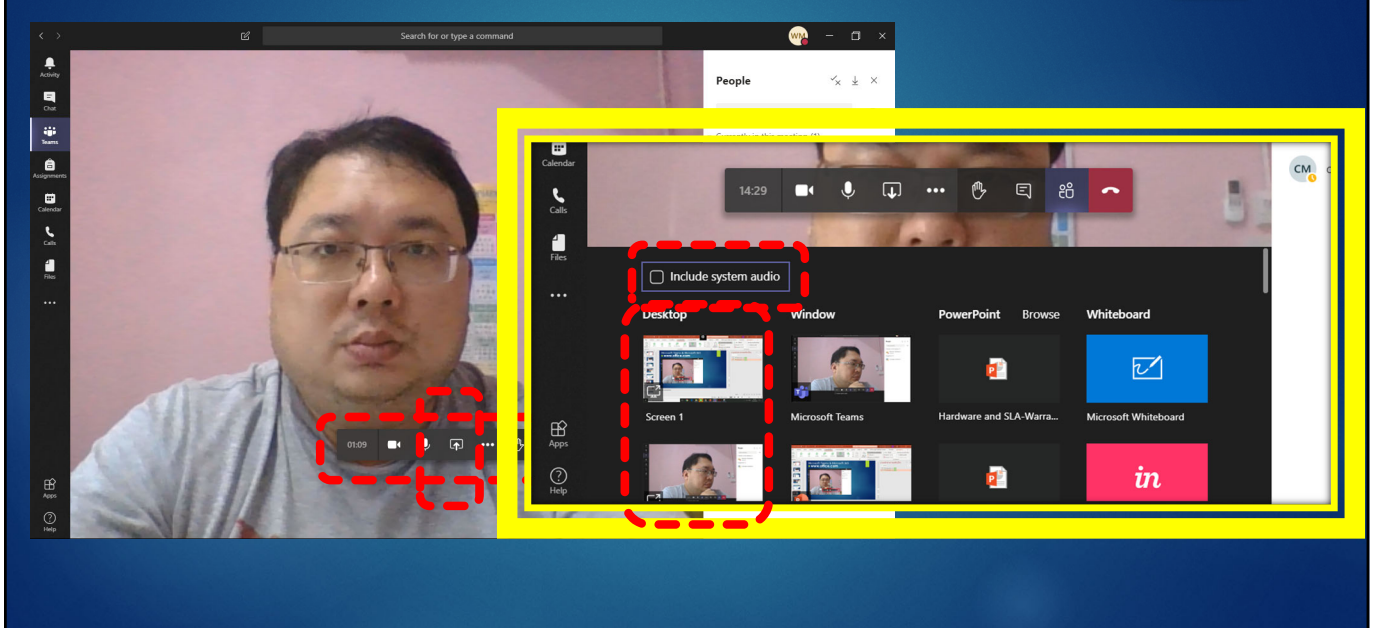 Search for or type a command
WM
Activity
Chat
Teams
Assignments
Calendar
Calls
Files
Apps
Help
People
01:09
Calendar
Calls
Files
Apps
Help
14:29
CM
Include system audio
Desktop Window PowerPoint Browse Whiteboard
Screen 1 Microsoft Teams Hardware and SLA-Warra... Microsoft Whiteboard
in